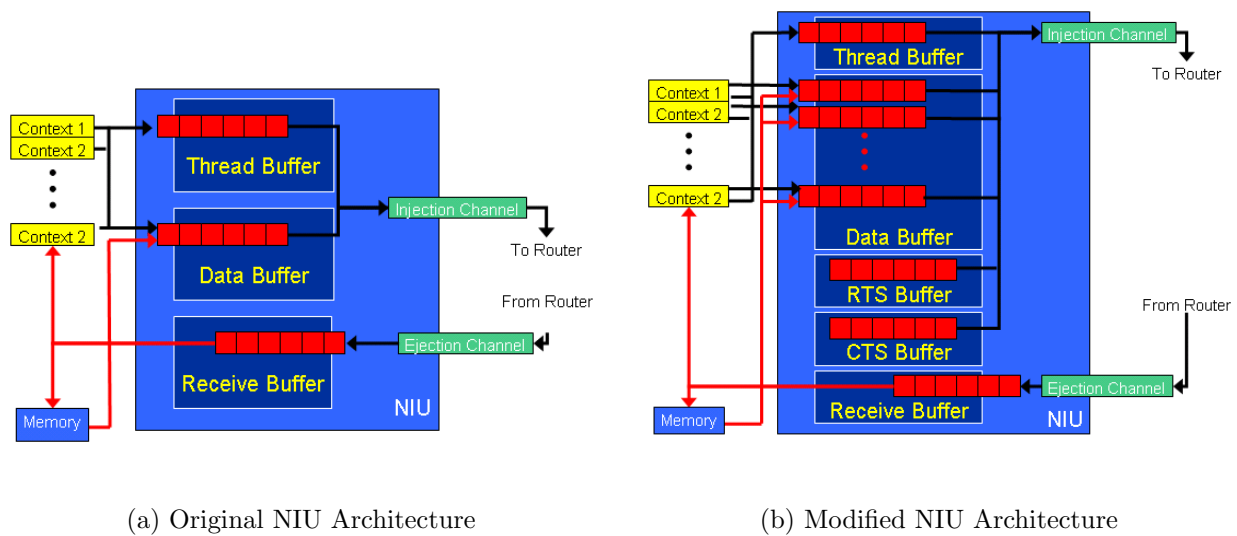 Context 1
Context 2
Context 2
Memory
Thread Buffer
Data Buffer
Receive Buffer
NIU
Injection Channel
To Router
From Router
Ejection Channel
(a) Original NIU Architecture
Context 1
Context 2
Context 2
Memory
Thread Buffer
Data Buffer
RTS Buffer
CTS Buffer
Receive Buffer
NIU
Injection Channel
To Router
From Router
Ejection Channel
(b) Modified NIU Architecture